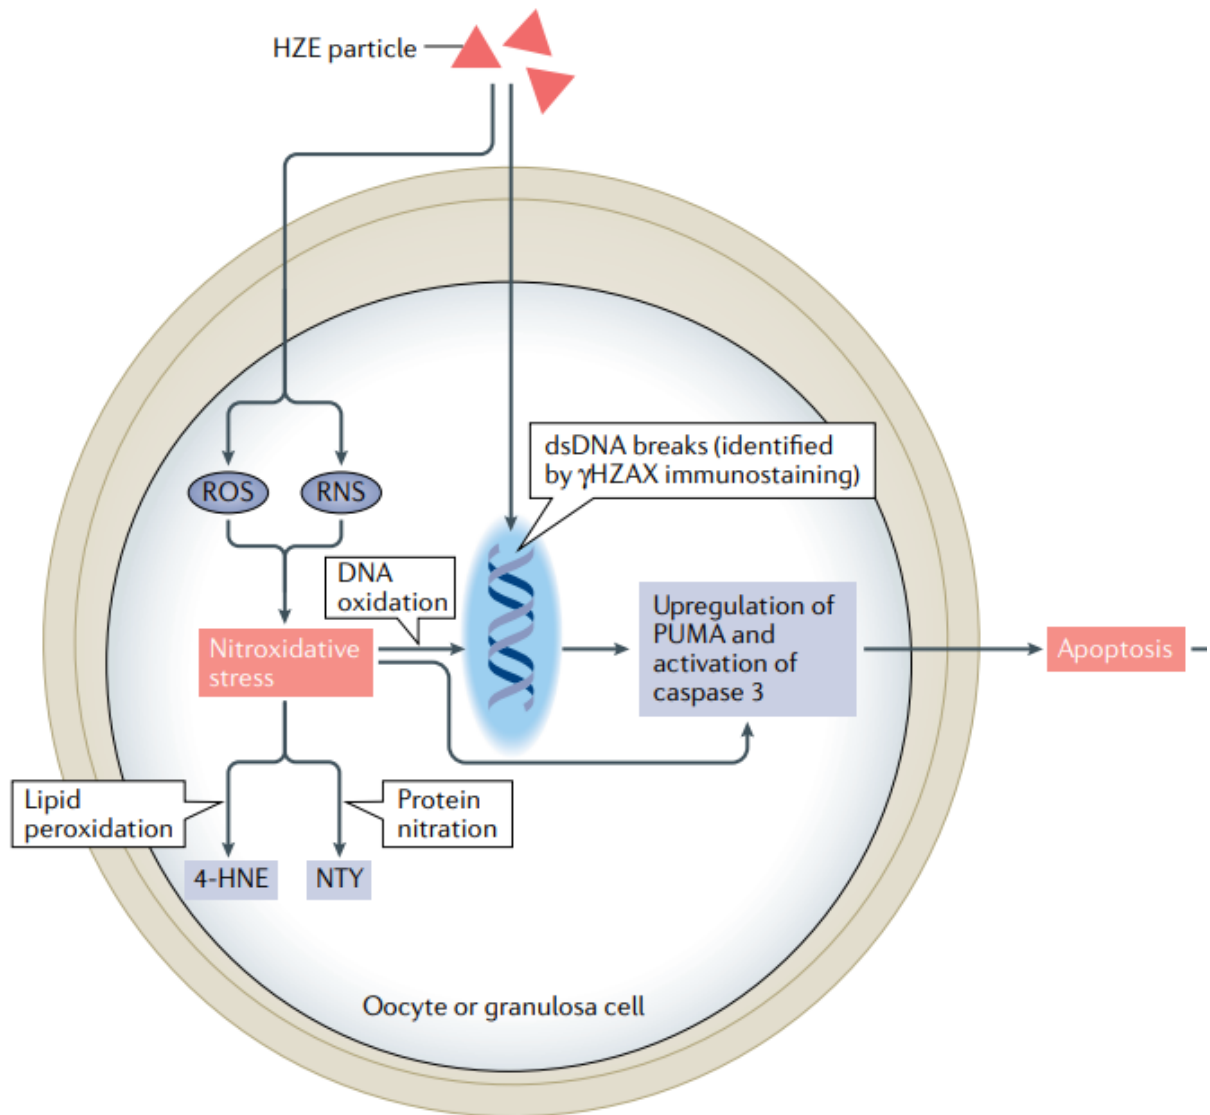 HZE particle
dsDNA breaks (identified
by γHZAX immunostaining)
ROS
RNS
DNA
oxidation
Nitroxidative
stress
Upregulation of
PUMA and
activation of
caspase 3
Apoptosis
Lipid
peroxidation
Protein
nitration
4-HNE
NTY
Oocyte or granulosa cell